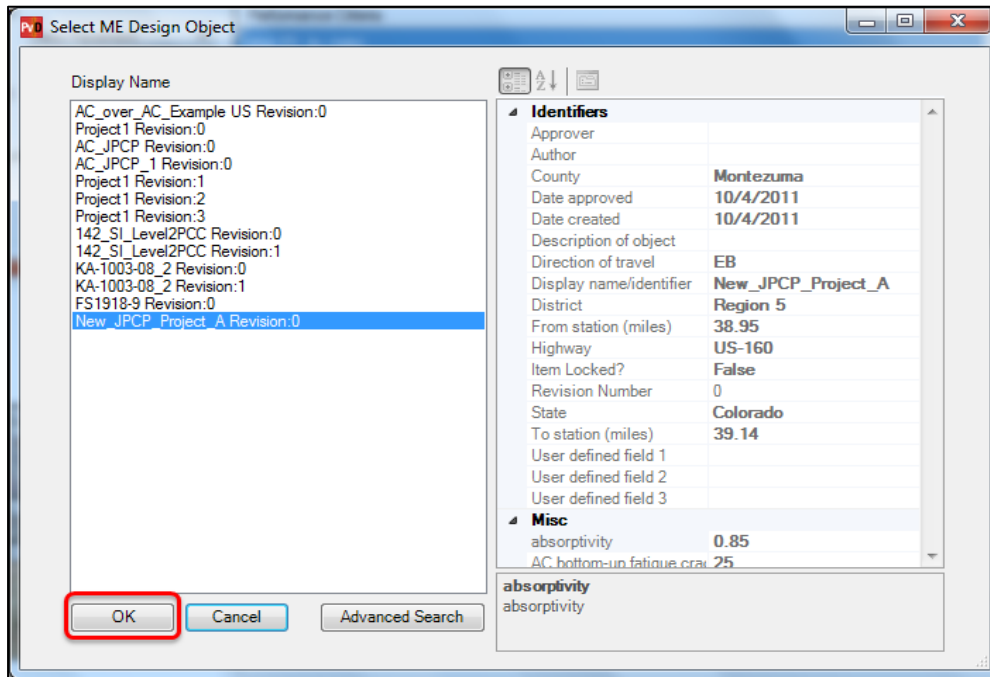 Select ME Design Object
Display Name
AC_over_AC_Example US Revision:0
Project1 Revision:0
AC_JPCP Revision:0
AC_JPCP_1 Revision:0
Project1 Revision:1
Project1 Revision:2
Project1 Revision:3
142_SI_Level2PCC Revision:0
142_SI_Level2PCC Revision:1
KA-1003-08_2 Revision:0
KA-1003-08_2 Revision:1
FS1918-9 Revision:0
New_JPCP_Project_A Revision:0
OK Cancel Advanced Search
Identifiers
Approver
Author
County Montezuma
Date approved 10/4/2011
Date created 10/4/2011
Description of object
Direction of travel EB
Display name/identifier New_JPCP_Project_A
District Region 5
From station (miles) 38.95
Highway US-160
Item Locked? False
Revision Number 0
State Colorado
To station (miles) 39.14
User defined field 1
User defined field 2
User defined field 3
Misc
absorptivity 0.85
AC bottom-up fatigue crac 25
absorptivity
absorptivity